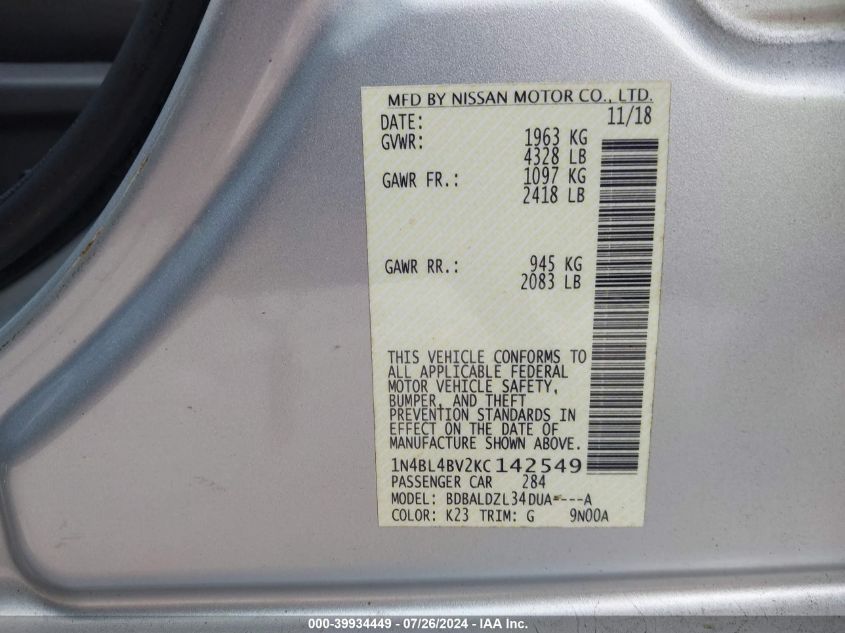 MFD BY NISSAN MOTOR CO., LTD.
DATE: 11/18
GVWR: 1963 KG
4328 LB
GAWR FR.: 1097 KG
2418 LB
GAWR RR.: 945 KG
2083 LB
THIS VEHICLE CONFORMS TO
ALL APPLICABLE FEDERAL
MOTOR VEHICLE SAFETY,
BUMPER, AND THEFT
PREVENTION STANDARDS IN
EFFECT ON THE DATE OF
MANUFACTURE SHOWN ABOVE.
1N4BL4BV2KC142549
PASSENGER CAR 284
MODEL: BDBALDZL34DUA----A
COLOR: K23 TRIM: G 9N00A
000-39934449 - 07/26/2024 - IAA Inc.